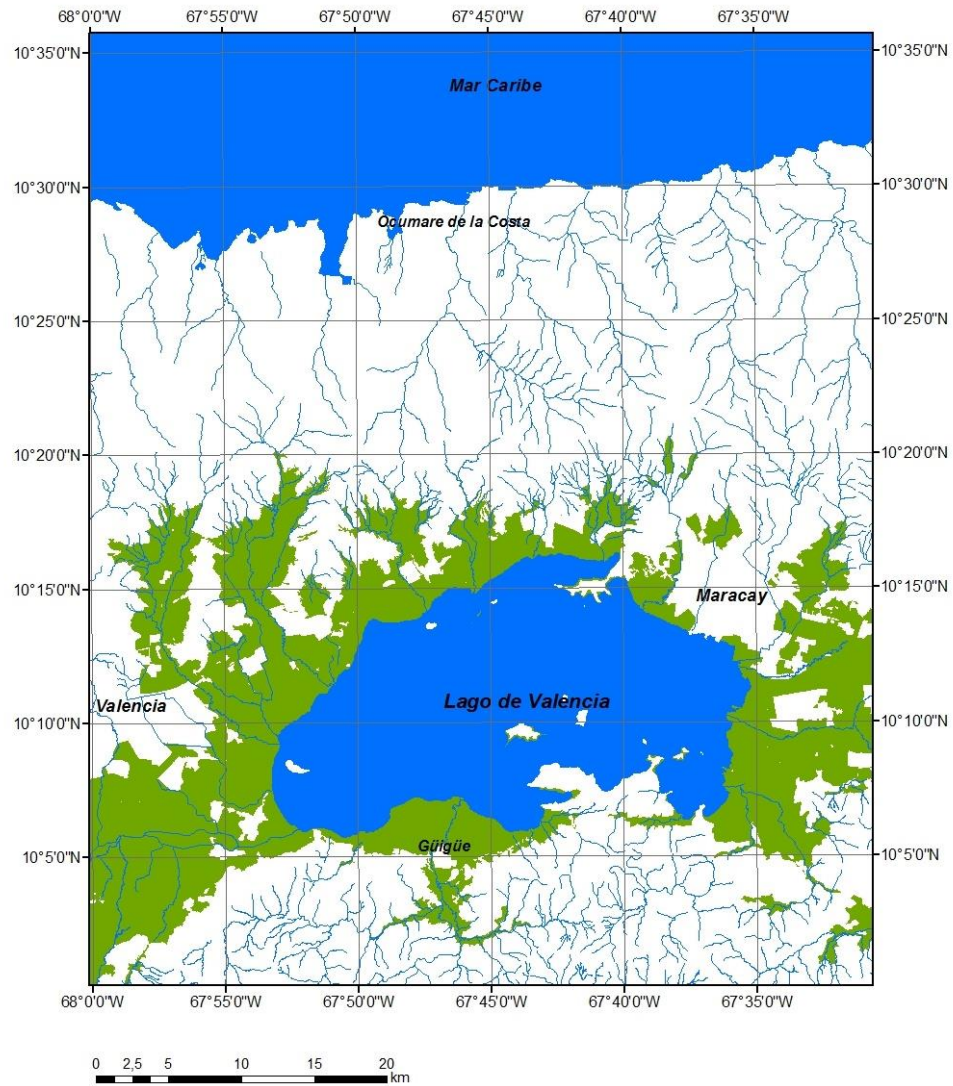 68°0'0"W 67°55'0"W 67°50'0"W 67°45'0"W 67°40'0"W 67°35'0"W
10°35'0"N 10°35'0"N
Mar Caribe
10°30'0"N 10°30'0"N
Ocumare de la Costa
10°25'0"N 10°25'0"N
10°20'0"N 10°20'0"N
10°15'0"N 10°15'0"N
Maracay
Lago de Valencia
Valencia
10°10'0"N 10°10'0"N
Güigüe
10°5'0"N 10°5'0"N
68°0'0"W 67°55'0"W 67°50'0"W 67°45'0"W 67°40'0"W 67°35'0"W
0 2,5 5 10 15 20
km